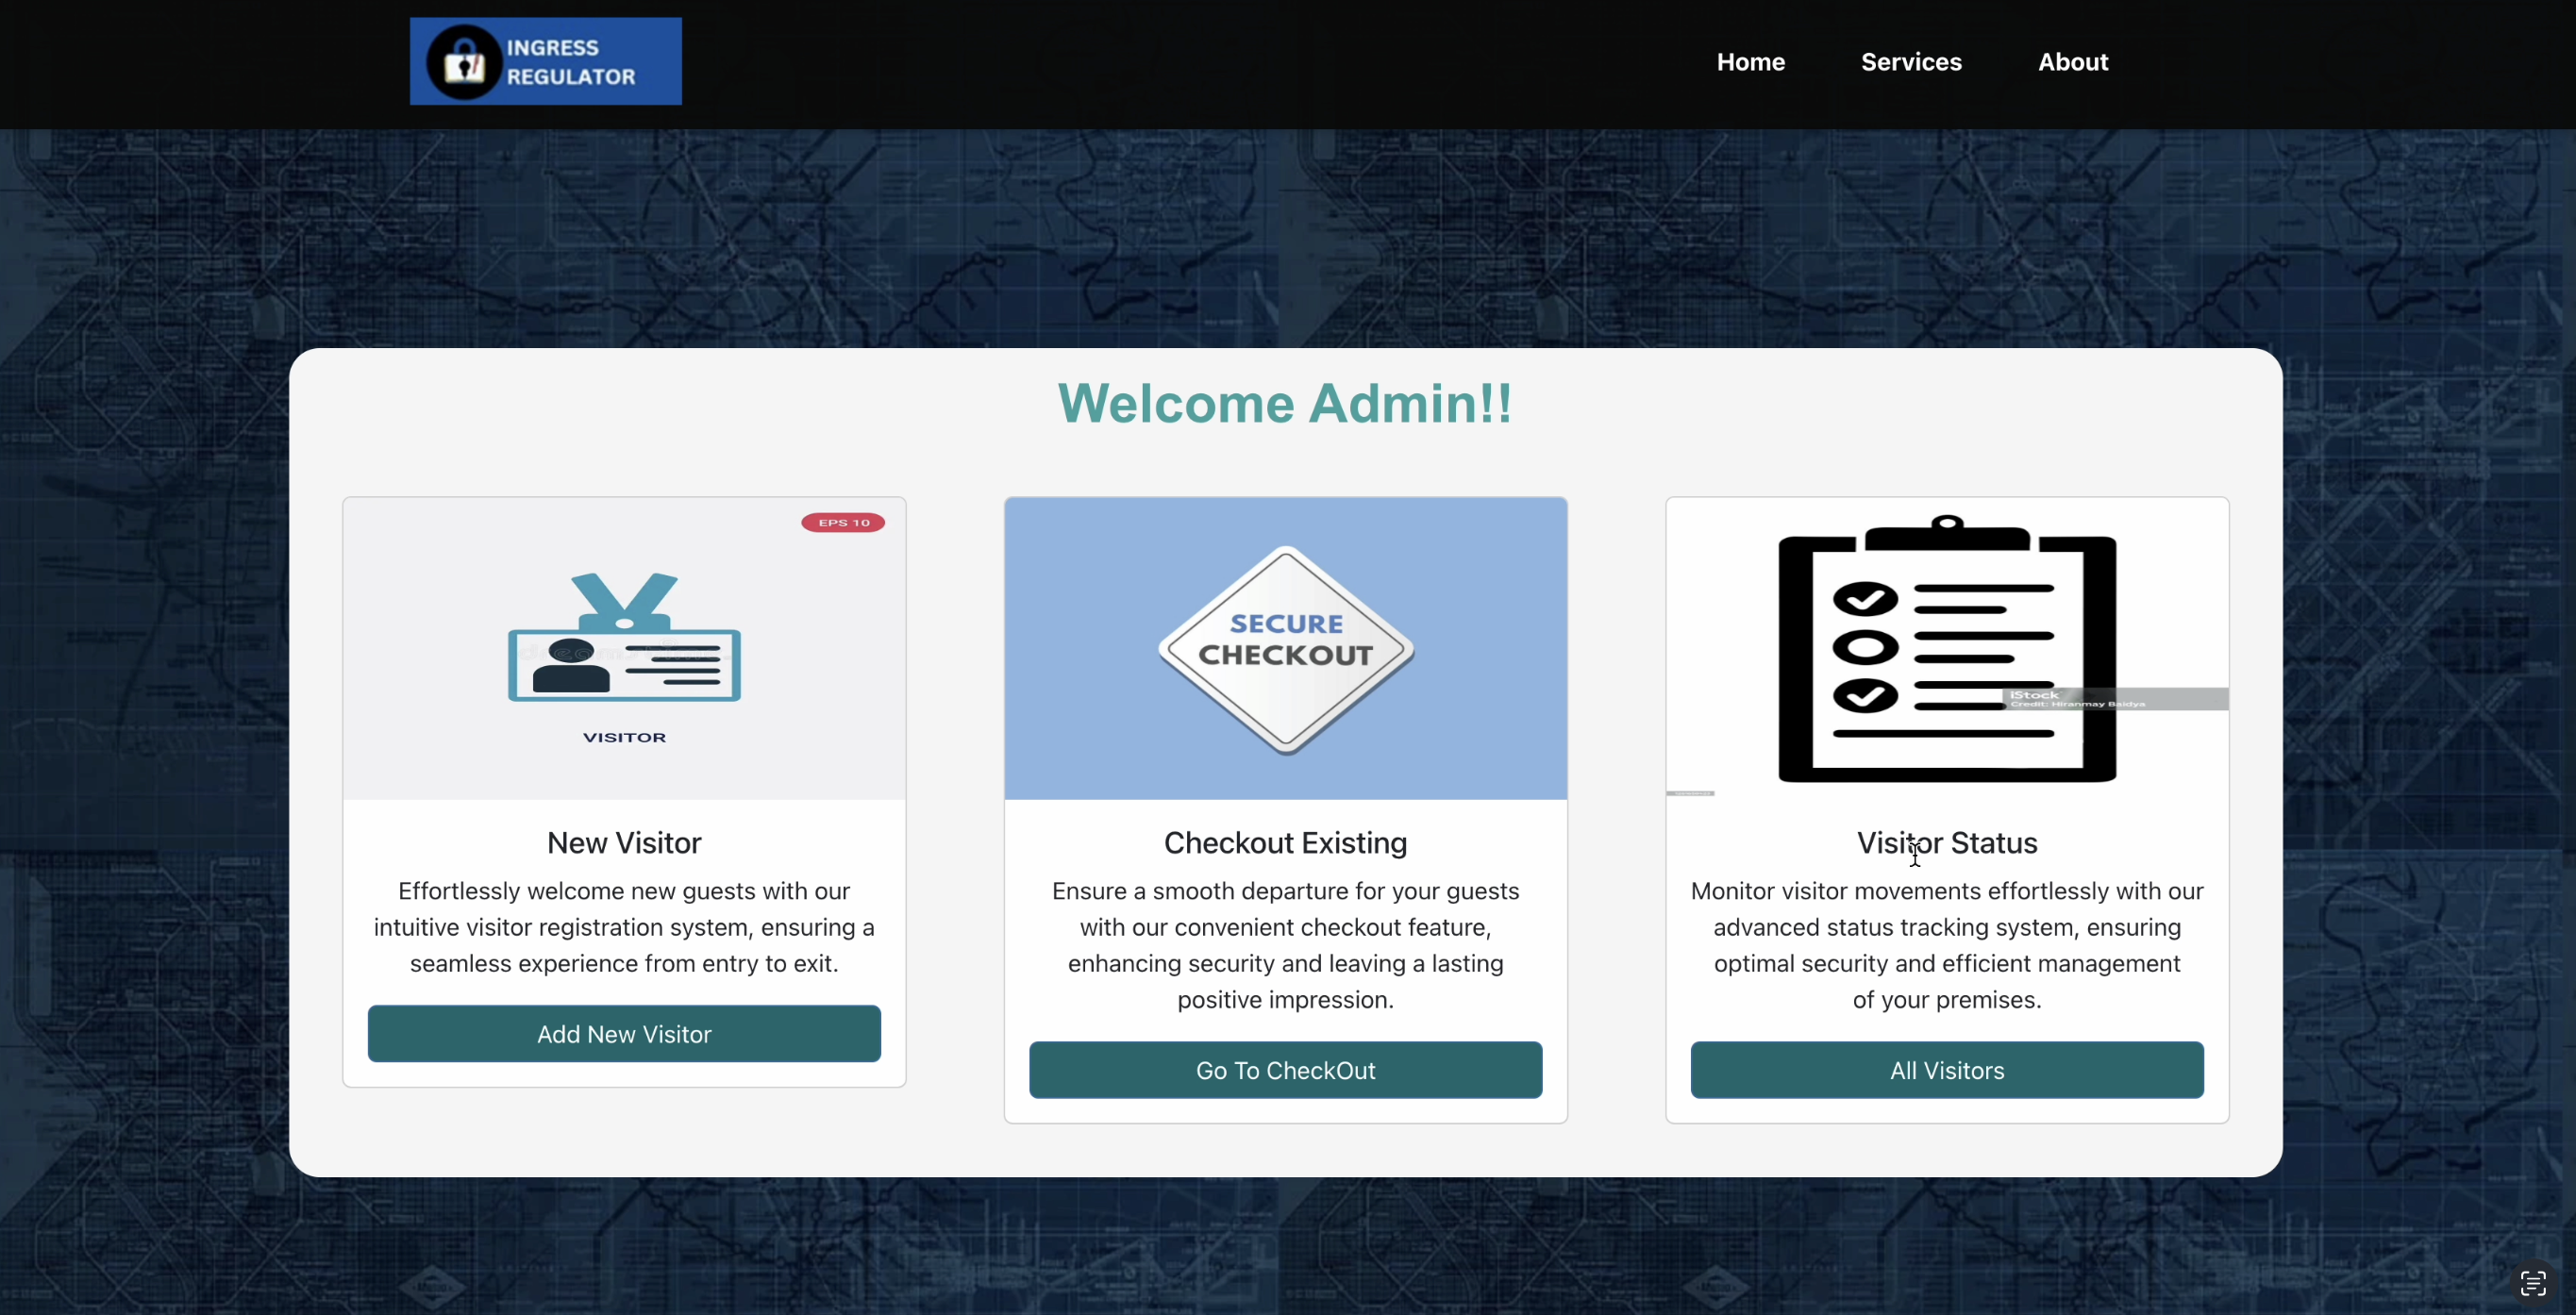 INGRESS
REGULATOR
Home
Services
About
Welcome Admin!!
EPS 10
VISITOR
New Visitor
Effortlessly welcome new guests with our
intuitive visitor registration system, ensuring a
seamless experience from entry to exit.
Add New Visitor
SECURE
CHECKOUT
Checkout Existing
Ensure a smooth departure for your guests
with our convenient checkout feature,
enhancing security and leaving a lasting
positive impression.
Go To CheckOut
iStock
Credit: Hiranmay Baidya
Visitor Status
Monitor visitor movements effortlessly with our
advanced status tracking system, ensuring
optimal security and efficient management
of your premises.
All Visitors